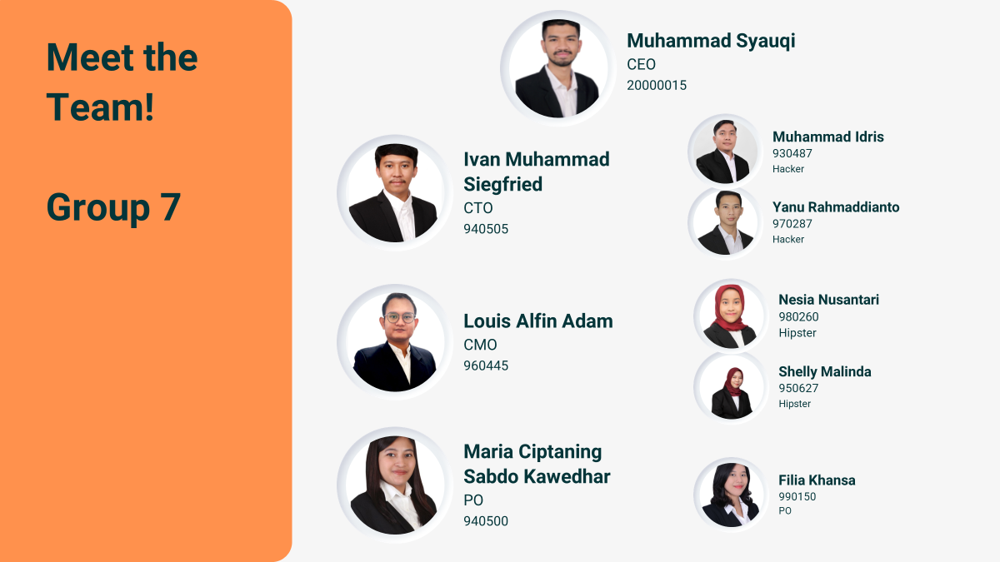 Meet the
Team!
Group 7
Muhammad Syauqi
CEO
20000015
Ivan Muhammad
Siegfried
CTO
940505
Louis Alfin Adam
CMO
960445
Maria Ciptaning
Sabdo Kawedhar
PO
940500
Muhammad Idris
930487
Hacker
Yanu Rahmaddianto
970287
Hacker
Nesia Nusantari
980260
Hipster
Shelly Malinda
950627
Hipster
Filia Khansa
990150
PO